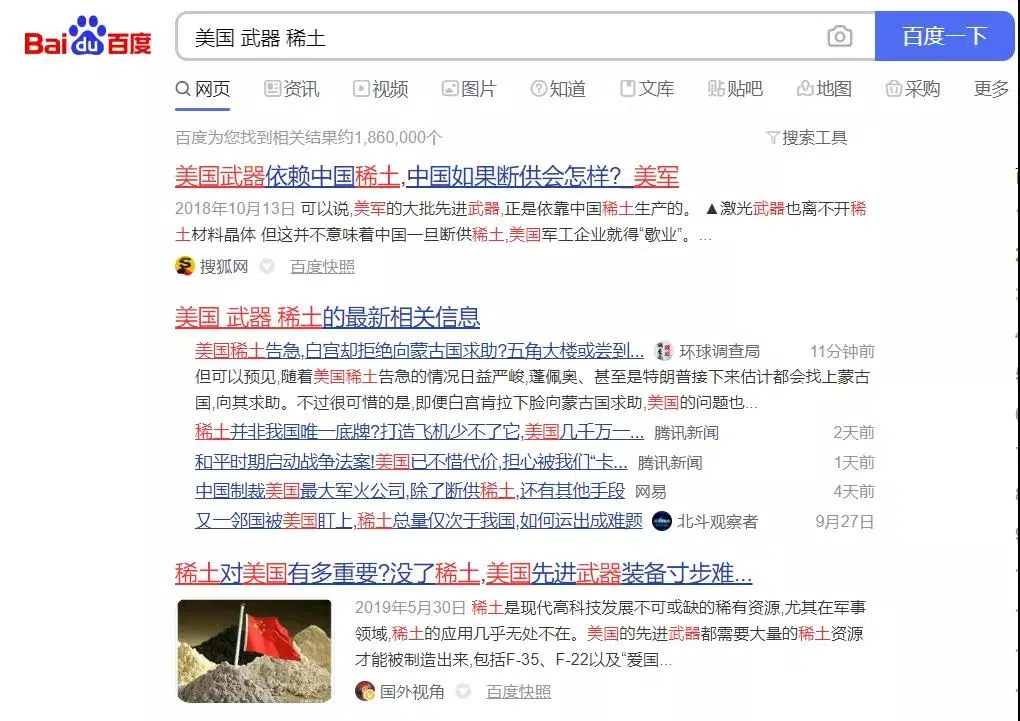 Bai du 百度
美国 武器 稀土
百度一下
网页 资讯 视频 图片 知道 文库 贴吧 地图 采购 更多
百度为您找到相关结果约1,860,000个
搜索工具
美国武器依赖中国稀土,中国如果断供会怎样?_美军
2018年10月13日 可以说,美军的大批先进武器,正是依靠中国稀土生产的。 ▲激光武器也离不开稀
土材料晶体 但这并不意味着中国一旦断供稀土,美国军工企业就得“歇业”。...
搜狐网 百度快照
美国 武器 稀土的最新相关信息
美国稀土告急,白宫却拒绝向蒙古国求助?五角大楼或尝到... 环球调查局 11分钟前
但可以预见,随着美国稀土告急的情况日益严峻,蓬佩奥、甚至是特朗普接下来估计都会找上蒙古
国,向其求助。不过很可惜的是,即便白宫肯拉下脸向蒙古国求助,美国的问题也...
稀土并非我国唯一底牌?打造飞机少不了它,美国几千万一... 腾讯新闻 2天前
和平时期启动战争法案!美国已不惜代价,担心被我们“卡... 腾讯新闻 1天前
中国制裁美国最大军火公司,除了断供稀土,还有其他手段 网易 4天前
又一邻国被美国盯上,稀土总量仅次于我国,如何运出成难题 北斗观察者 9月27日
稀土对美国有多重要?没了稀土,美国先进武器装备寸步难...
2019年5月30日 稀土是现代高科技发展不可或缺的稀有资源,尤其在军事
领域,稀土的应用几乎无处不在。美国的先进武器都需要大量的稀土资源
才能被制造出来,包括F-35、F-22以及“爱国...
国外视角 百度快照